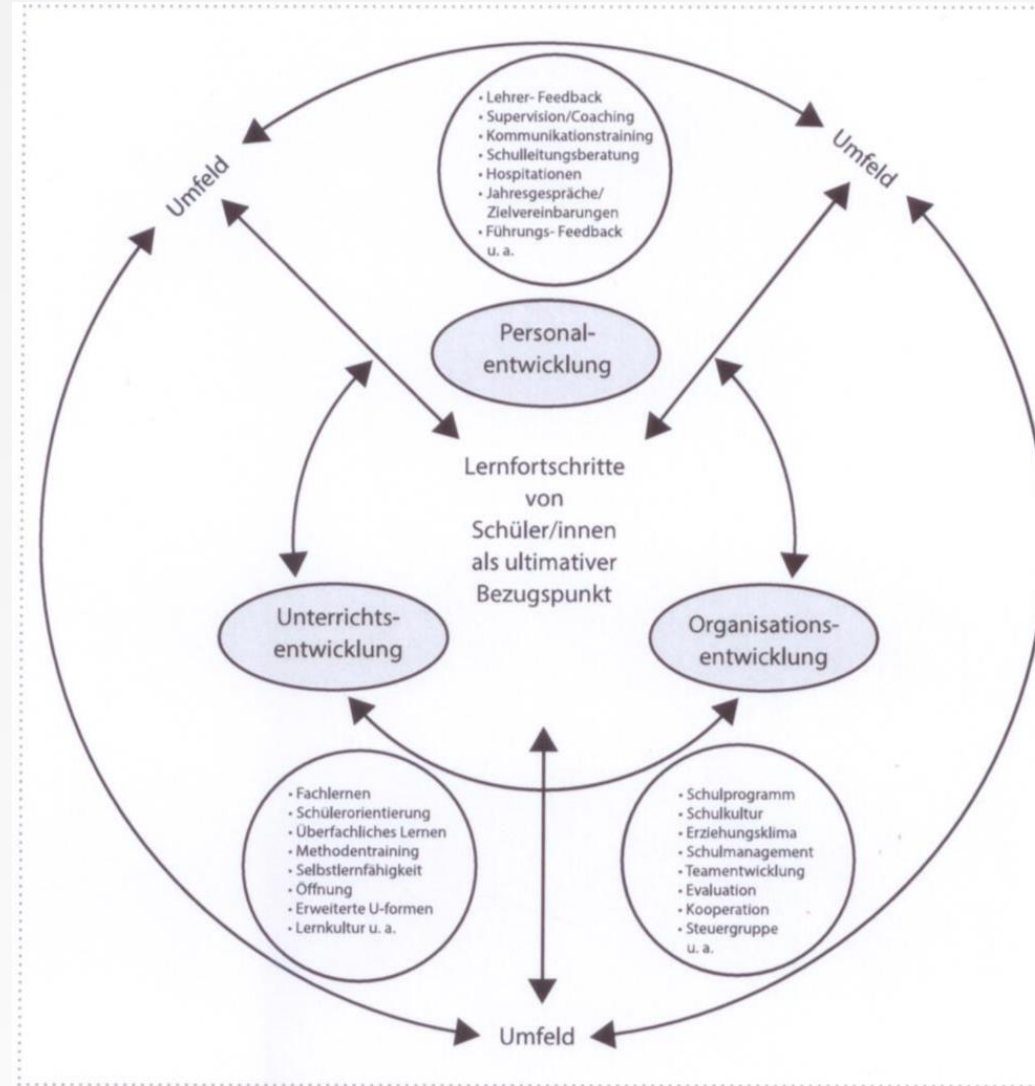 • Lehrer- Feedback
• Supervision/Coaching
• Kommunikationstraining
• Schulleitungsberatung
• Hospitationen
• Jahresgespräche/
Zielvereinbarungen
• Führungs- Feedback
u. a.
Umfeld
Umfeld
Personal-
entwicklung
Lernfortschritte
von
Schüler/innen
als ultimativer
Bezugspunkt
Unterrichts-
entwicklung
Organisations-
entwicklung
• Fachlernen
• Schülerorientierung
• Überfachliches Lernen
• Methodentraining
• Selbstlernfähigkeit
• Öffnung
• Erweiterte U-formen
• Lernkultur u. a.
• Schulprogramm
• Schulkultur
• Erziehungsklima
• Schulmanagement
• Teamentwicklung
• Evaluation
• Kooperation
• Steuergruppe
u. a.
Umfeld